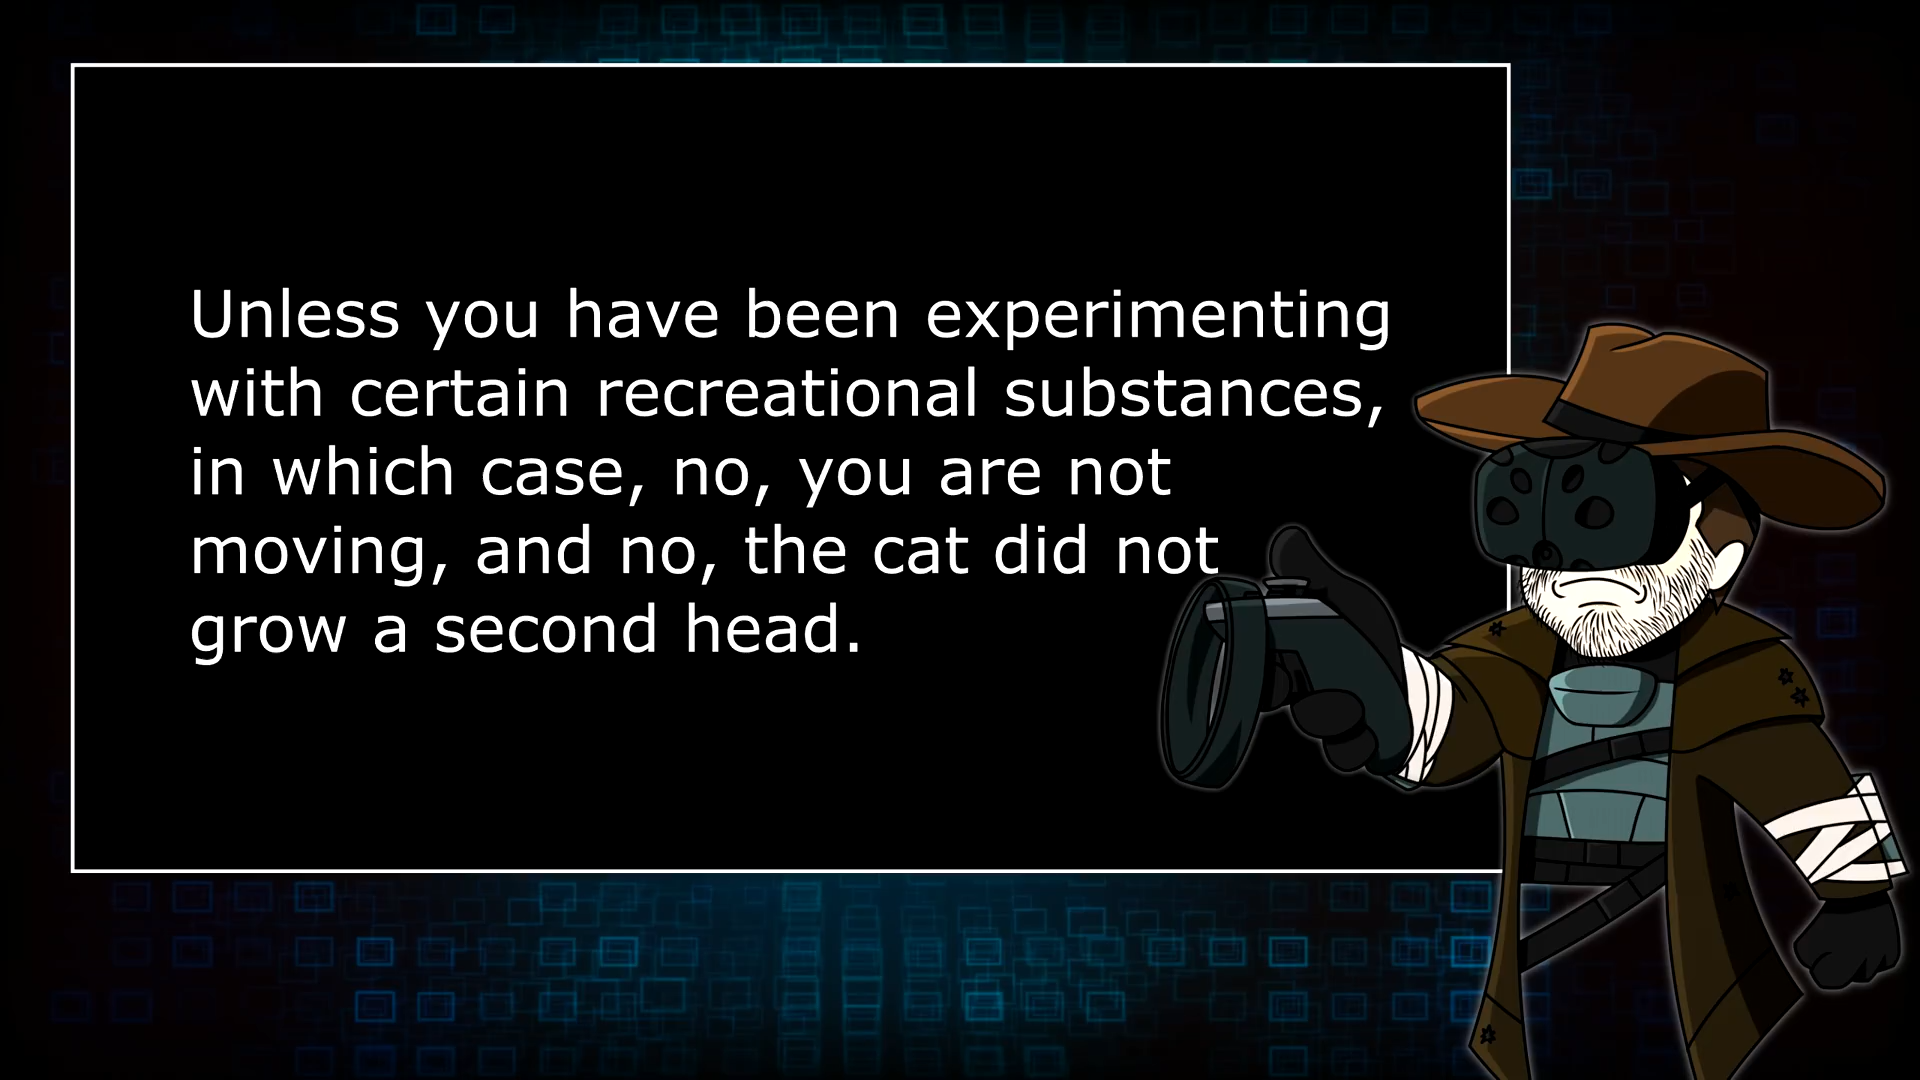 Unless you have been experimenting
with certain recreational substances,
in which case, no, you are not
moving, and no, the cat did not
grow a second head.